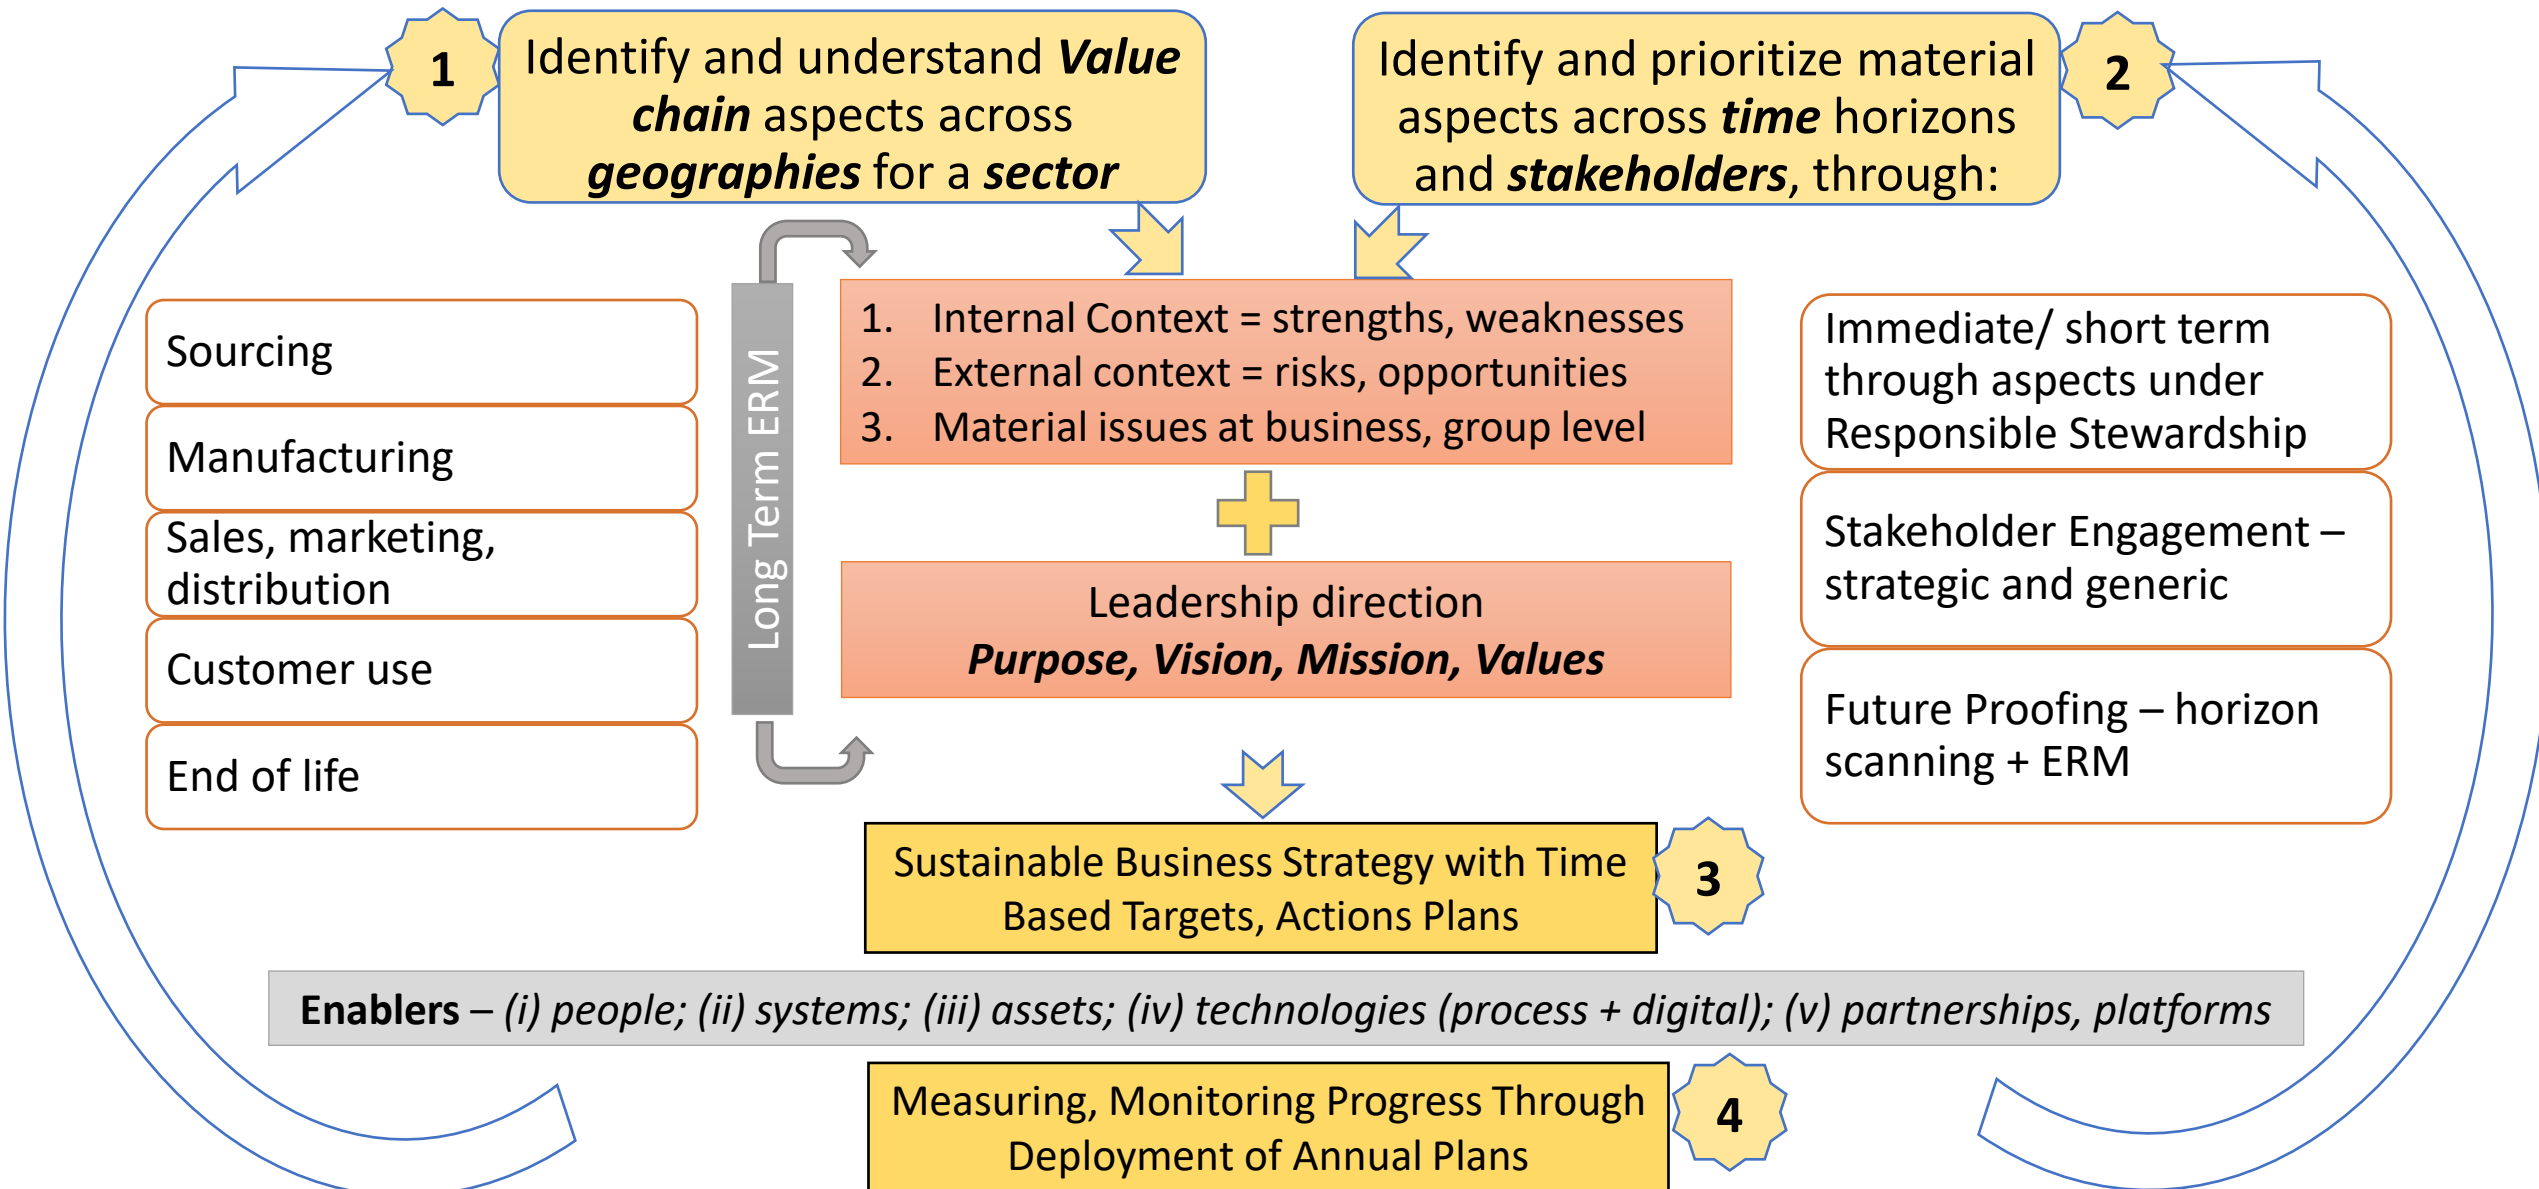 1
Identify and understand Value
chain aspects across
geographies for a sector
Identify and prioritize material
aspects across time horizons
and stakeholders, through:
2
Sourcing
Manufacturing
Sales, marketing,
distribution
Customer use
End of life
Long Term ERM
1. Internal Context = strengths, weaknesses
2. External context = risks, opportunities
3. Material issues at business, group level
Leadership direction
Purpose, Vision, Mission, Values
Immediate/ short term
through aspects under
Responsible Stewardship
Stakeholder Engagement –
strategic and generic
Future Proofing – horizon
scanning + ERM
Sustainable Business Strategy with Time
Based Targets, Actions Plans
3
Enablers – (i) people; (ii) systems; (iii) assets; (iv) technologies (process + digital); (v) partnerships, platforms
Measuring, Monitoring Progress Through
Deployment of Annual Plans
4